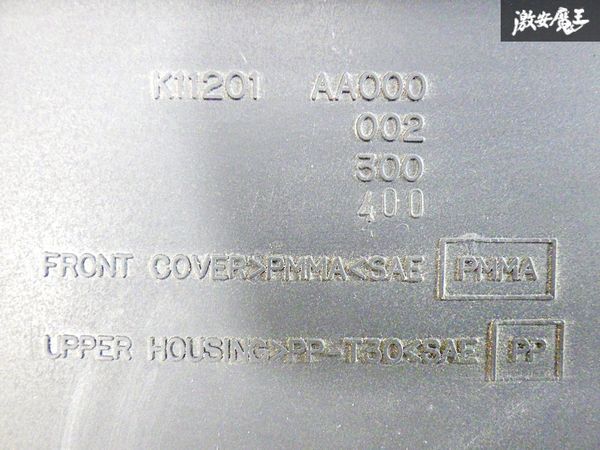 激安魔王
K11201 AA000
002
300
400
FRONT COVER>PMMA<SAE PMMA
UPPER HOUSING>PP-T30<SAE PP